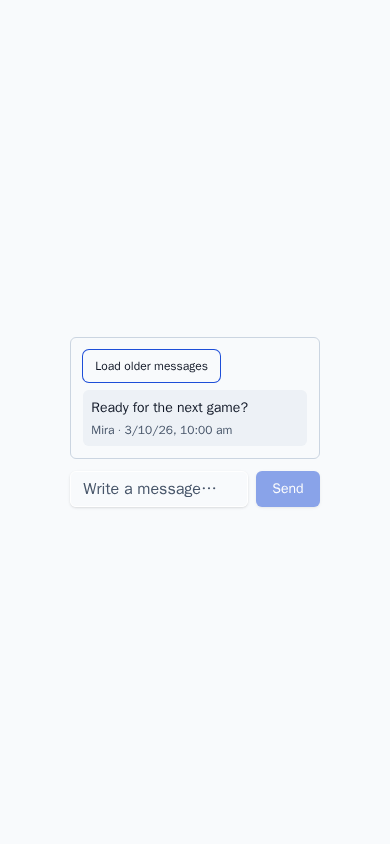 Load older messages
Ready for the next game?
Mira · 3/10/26, 10:00 am
Write a message…
Send